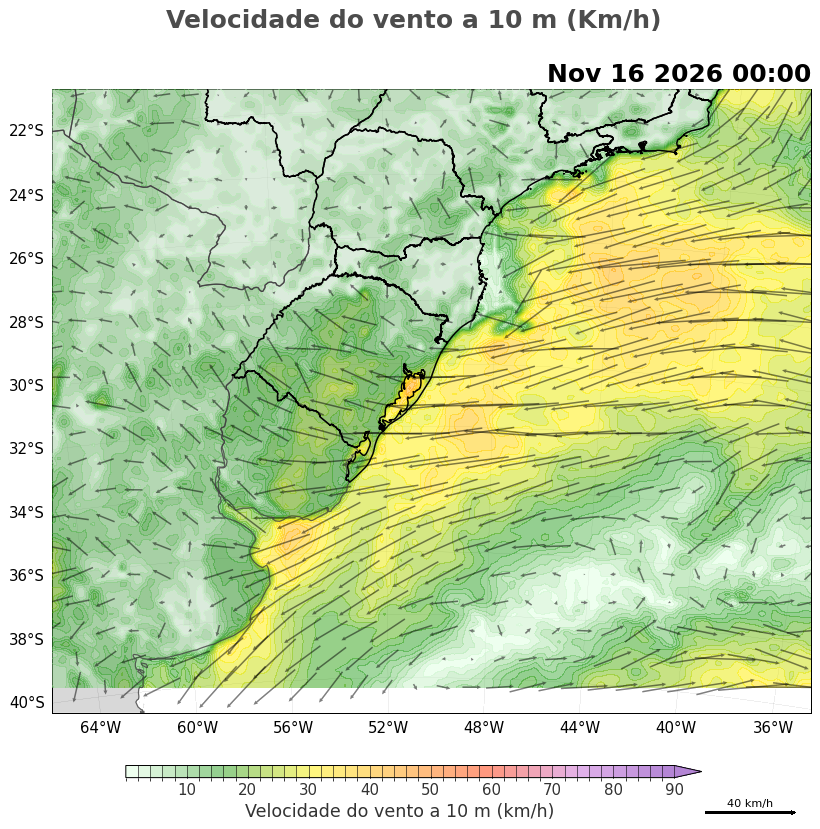 Velocidade do vento a 10 m (Km/h)
Nov 16 2026 00:00
22°S
24°S
26°S
28°S
30°S
32°S
34°S
36°S
38°S
40°S
64°W 60°W 56°W 52°W 48°W 44°W 40°W 36°W
10 20 30 40 50 60 70 80 90
Velocidade do vento a 10 m (km/h)
40 km/h